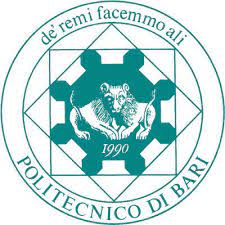 de' remi facemmo ali
1990
POLITECNICO DI BARI